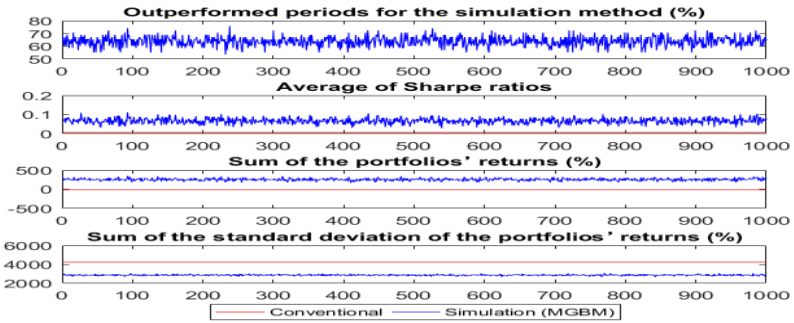 Outperformed periods for the simulation method (%)
80
70
60
50
0 100 200 300 400 500 600 700 800 900 1000
Average of Sharpe ratios
0.2
0.1
0
0 100 200 300 400 500 600 700 800 900 1000
Sum of the portfolios' returns (%)
500
0
-500
0 100 200 300 400 500 600 700 800 900 1000
Sum of the standard deviation of the portfolios' returns (%)
6000
4000
2000
0 100 200 300 400 500 600 700 800 900 1000
Conventional Simulation (MGBM)